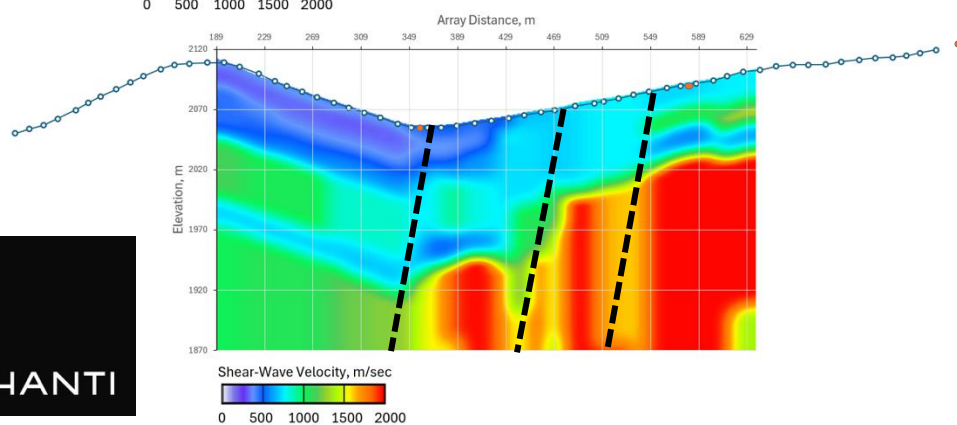 0 500 1000 1500 2000
Array Distance, m
189 229 269 309 349 389 429 469 509 549 589 629
2120
2070
2020
1970
1920
1870
Elevation, m
HANTI
Shear-Wave Velocity, m/sec
0 500 1000 1500 2000